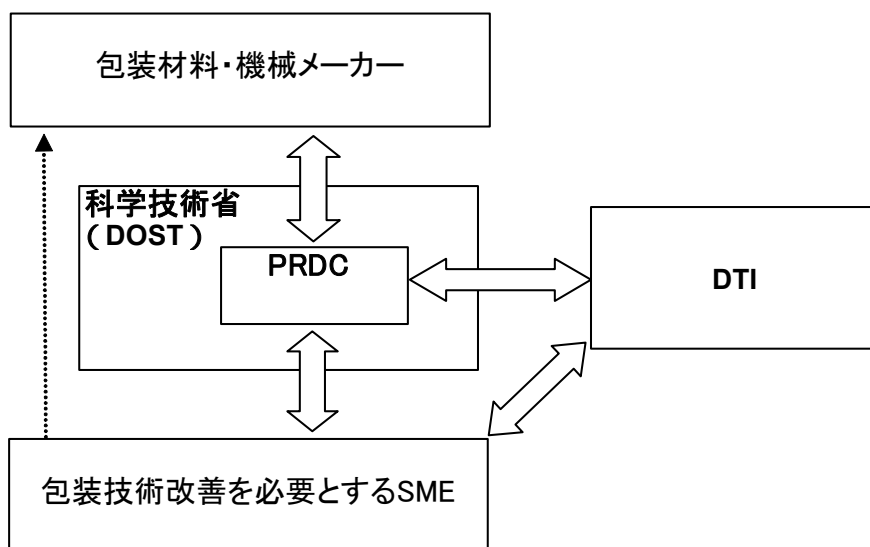 包装材料・機械メーカー
科学技術省
（DOST）
PRDC
DTI
包装技術改善を必要とするSME